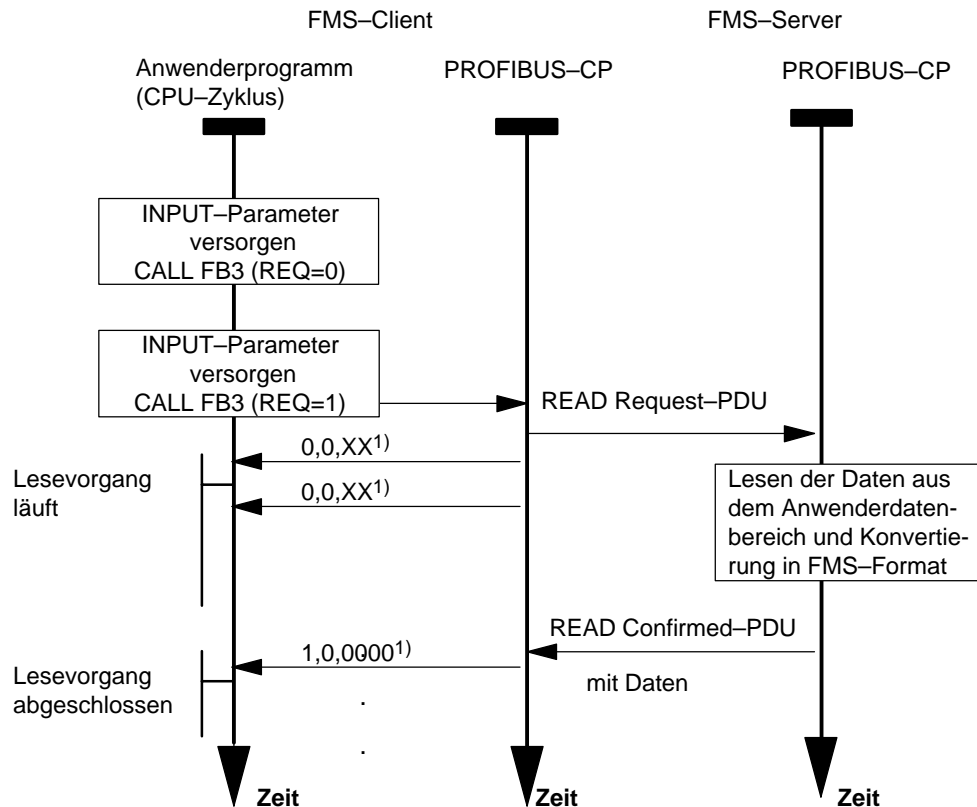 FMS–Client
FMS–Server
Anwenderprogramm
(CPU–Zyklus)
PROFIBUS–CP
PROFIBUS–CP
INPUT–Parameter
versorgen
CALL FB3 (REQ=0)
INPUT–Parameter
versorgen
CALL FB3 (REQ=1)
READ Request–PDU
0,0,XX1)
Lesevorgang
läuft
0,0,XX1)
Lesen der Daten aus
dem Anwenderdaten-
bereich und Konvertie-
rung in FMS–Format
READ Confirmed–PDU
1,0,00001)
mit Daten
Lesevorgang
abgeschlossen
.
.
Zeit
Zeit
Zeit